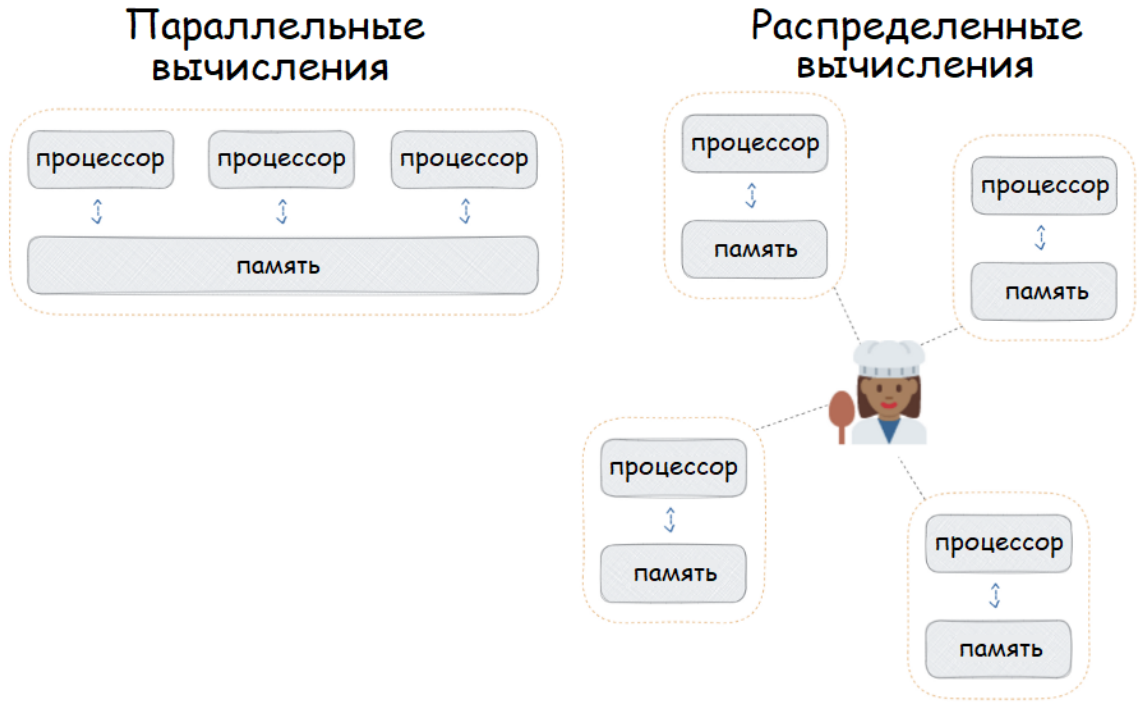 Параллельные
вычисления
процессор
процессор
процессор
память
Распределенные
вычисления
процессор
память
процессор
память
процессор
память
процессор
память